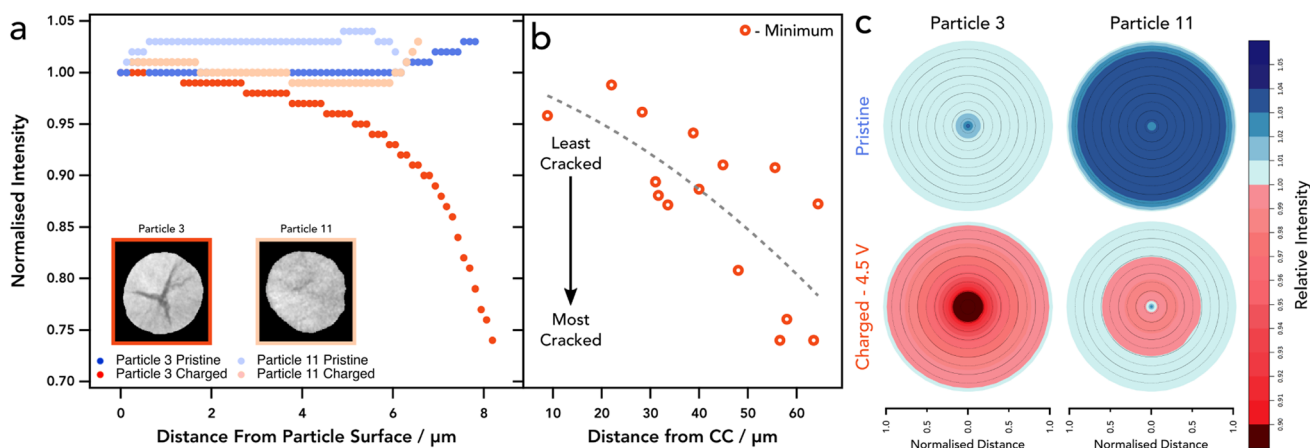 a
1.05
1.00
0.95
0.90
0.85
0.80
0.75
0.70
Normalised Intensity
Particle 3
Particle 11
Particle 3 Pristine
Particle 11 Pristine
Particle 3 Charged
Particle 11 Charged
0 2 4 6 8
Distance From Particle Surface / μm
b
- Minimum
Least
Cracked
Most
Cracked
10 20 30 40 50 60
Distance from CC / μm
c
Particle 3 Particle 11
Pristine
Charged - 4.5 V
1.0 0.5 0.0 0.5 1.0
Normalised Distance
1.0 0.5 0.0 0.5 1.0
Normalised Distance
1.05
1.04
1.03
1.02
1.01
1.00
0.99
0.98
0.97
0.96
0.95
0.94
0.93
0.92
0.91
0.90
Relative Intensity